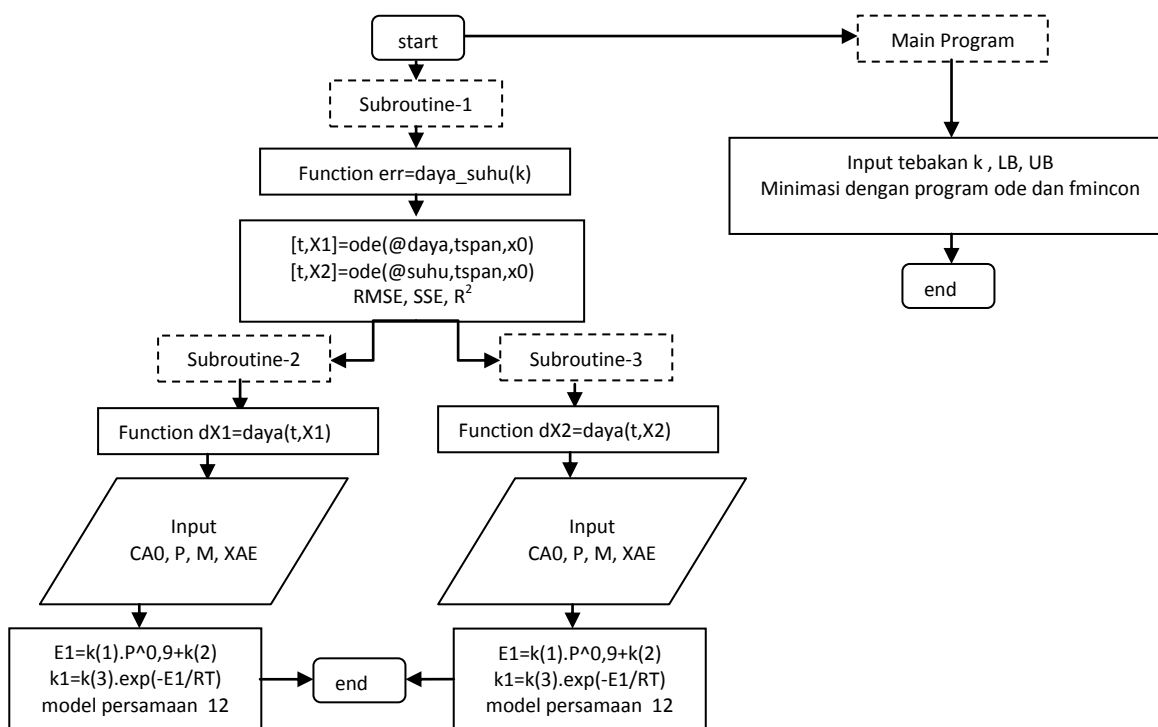 start
Main Program
Subroutine-1
Function err=daya_suhu(k)
Input tebakan k , LB, UB
Minimasi dengan program ode dan fmincon
[t,X1]=ode(@daya,tspan,x0)
[t,X2]=ode(@suhu,tspan,x0)
RMSE, SSE, R²
end
Subroutine-2
Subroutine-3
Function dX1=daya(t,X1)
Function dX2=daya(t,X2)
Input
CA0, P, M, XAE
Input
CA0, P, M, XAE
E1=k(1).P^0,9+k(2)
k1=k(3).exp(-E1/RT)
model persamaan 12
end
E1=k(1).P^0,9+k(2)
k1=k(3).exp(-E1/RT)
model persamaan 12